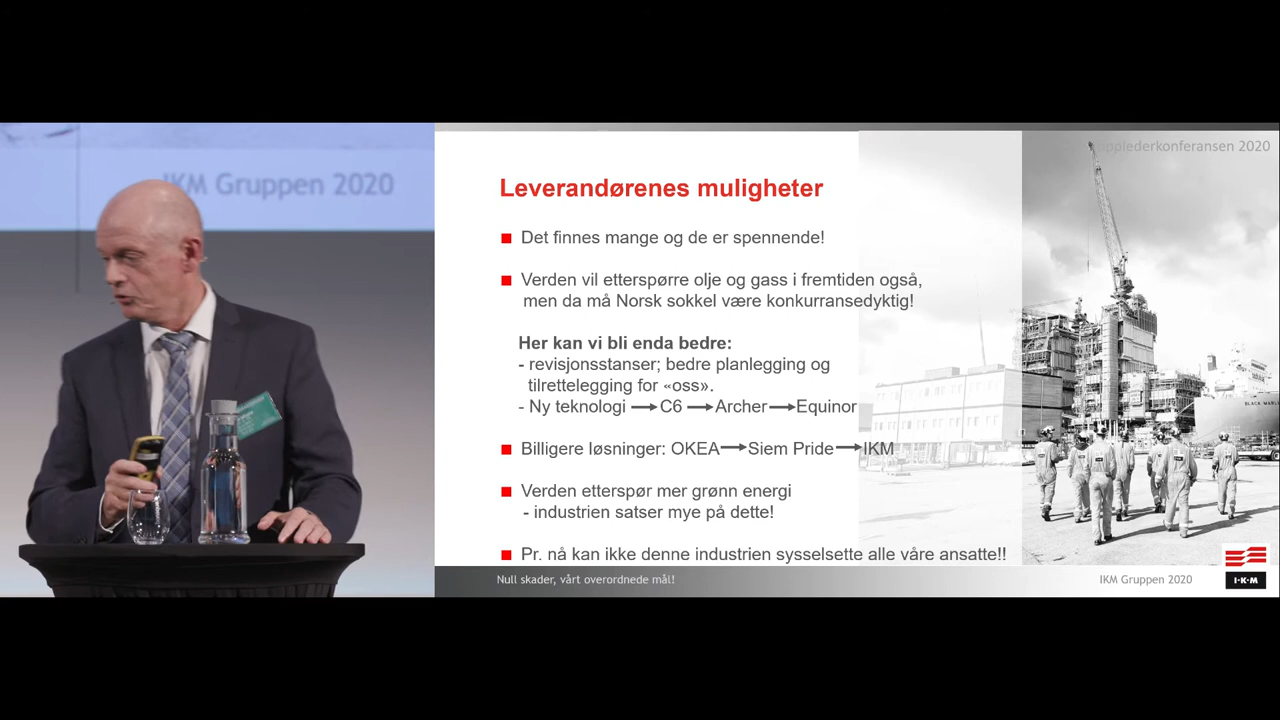 IKM Gruppen 2020
topplederkonferansen 2020
Leverandørenes muligheter
Det finnes mange og de er spennende!
Verden vil etterspørre olje og gass i fremtiden også,
men da må Norsk sokkel være konkurransedyktig!
Her kan vi bli enda bedre:
- revisjonsstanser; bedre planlegging og
tilrettelegging for «oss».
- Ny teknologi → C6 → Archer → Equinor
Billigere løsninger: OKEA → Siem Pride → IKM
Verden etterspør mer grønn energi
- industrien satser mye på dette!
Pr. nå kan ikke denne industrien sysselsette alle våre ansatte!!
Null skader, vårt overordnede mål!
IKM Gruppen 2020
I·K·M